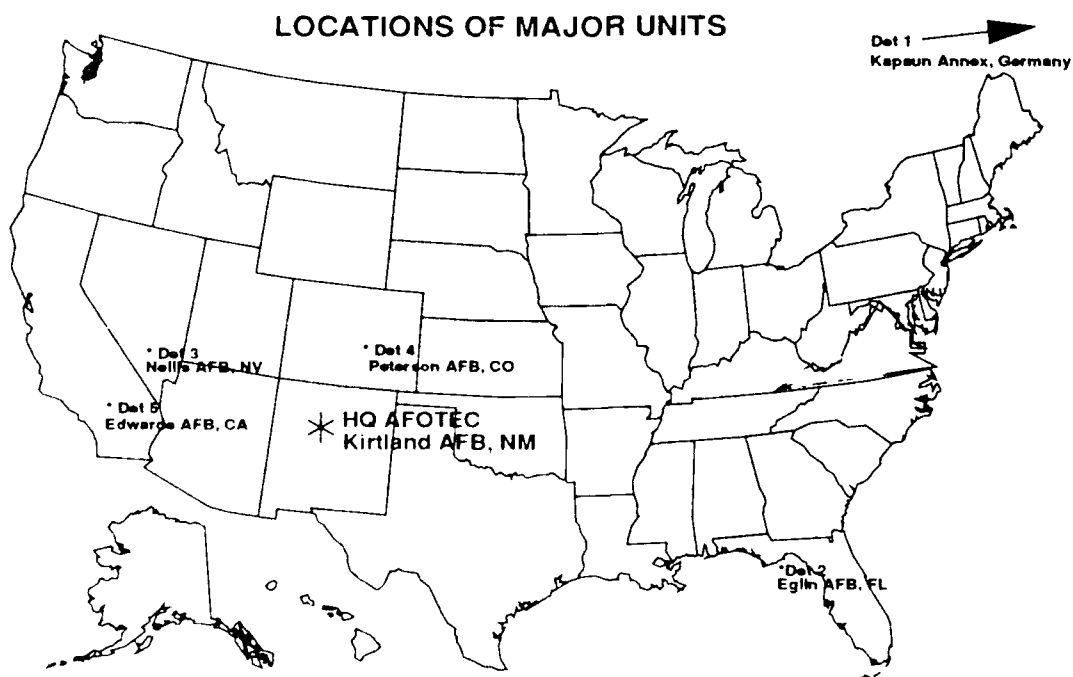 LOCATIONS OF MAJOR UNITS
Det 1
Kapaun Annex, Germany
* Det 3
Nellis AFB, NV
* Det 4
Peterson AFB, CO
* Det 5
Edwards AFB, CA
HQ AFOTEC
Kirtland AFB, NM
*Det 2
Eglin AFB, FL